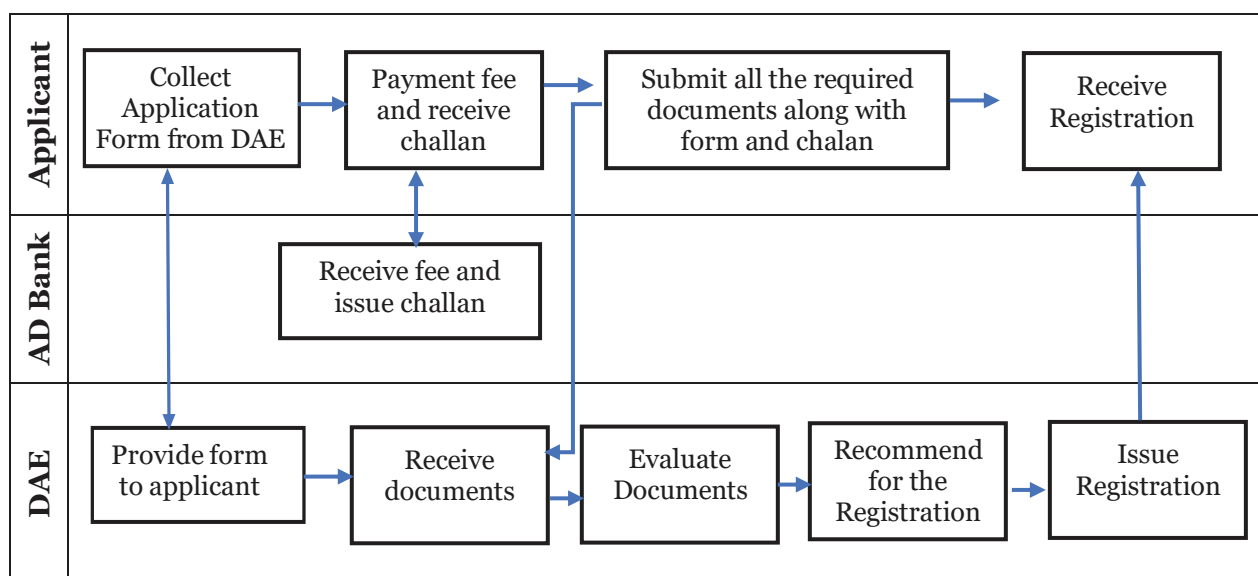 Applicant
Collect
Application
Form from DAE
Payment fee
and receive
challan
Submit all the required
documents along with
form and chalan
Receive
Registration
AD Bank
Receive fee and
issue challan
DAE
Provide form
to applicant
Receive
documents
Evaluate
Documents
Recommend
for the
Registration
Issue
Registration